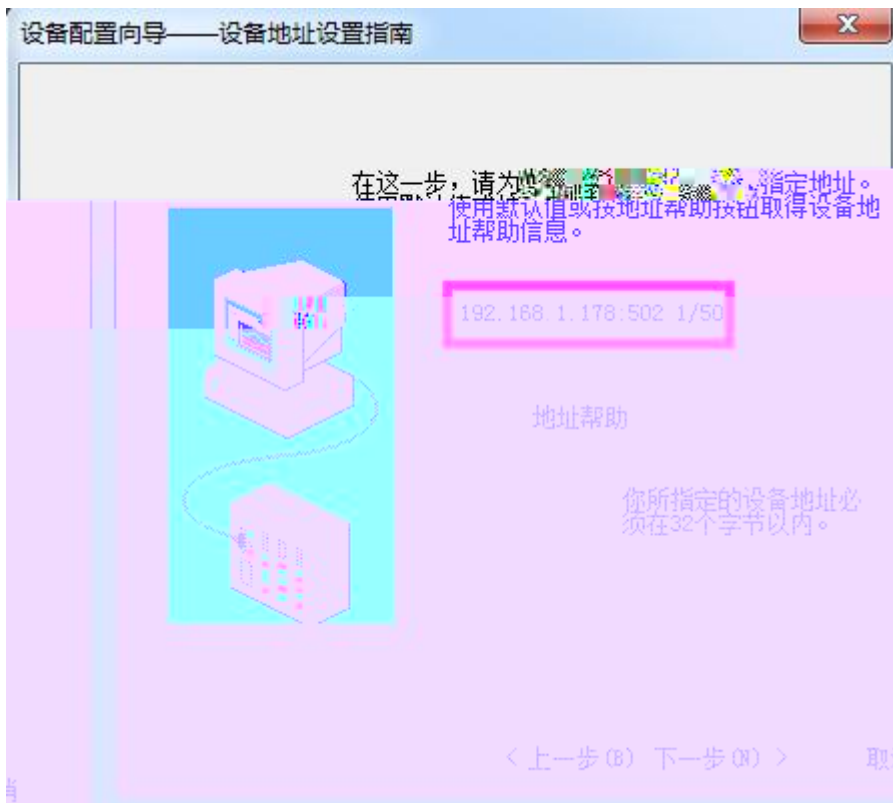 设备配置向导——设备地址设置指南
在这一步，请为
指定地址。
使用默认值或按地址帮助按钮取得设备地
址帮助信息。
192.168.1.178:502 1/50
地址帮助
你所指定的设备地址必
须在32个字节以内。
<上一步(B) 下一步(N)> 取
消